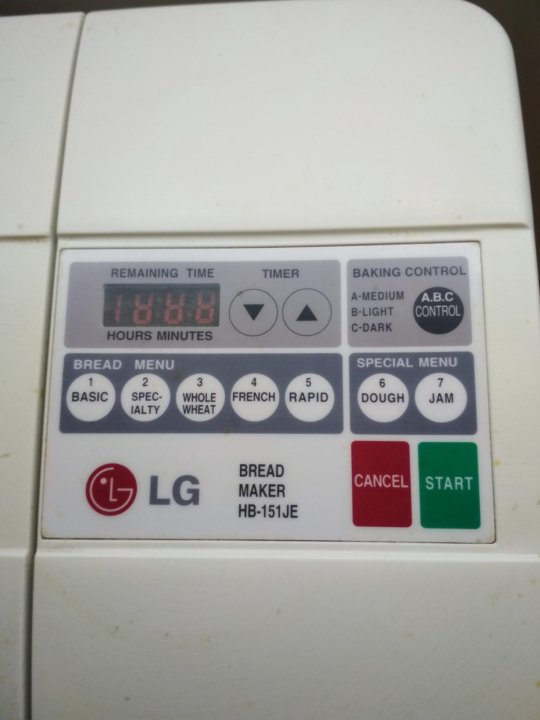 REMAINING TIME TIMER
HOURS MINUTES
BAKING CONTROL
A-MEDIUM
B-LIGHT
C-DARK
A.B.C
CONTROL
BREAD MENU
1
BASIC
2
SPEC-
IALTY
3
WHOLE
WHEAT
4
FRENCH
5
RAPID
SPECIAL MENU
6
DOUGH
7
JAM
LG
BREAD
MAKER
HB-151JE
CANCEL
START